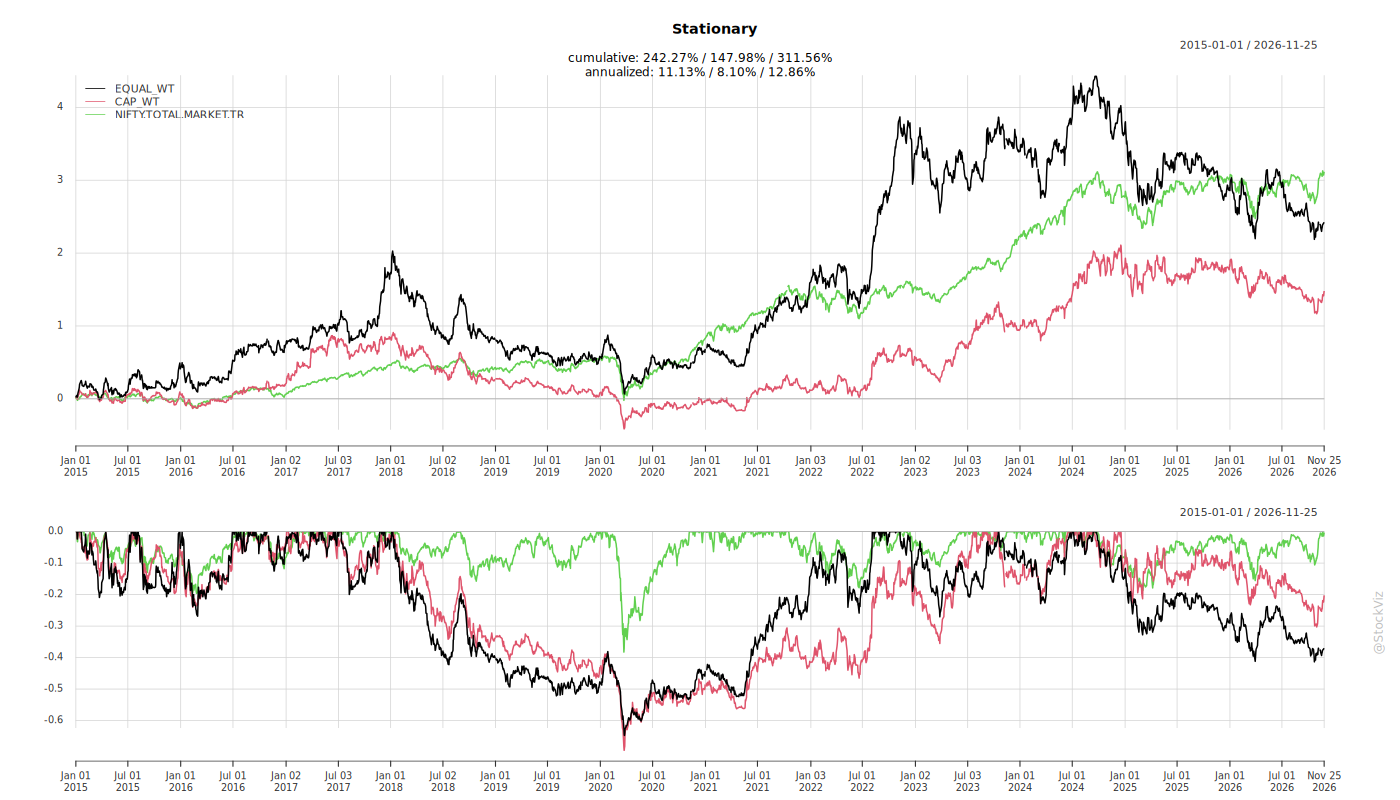 Stationary
2015-01-01 / 2026-11-25
cumulative: 242.27% / 147.98% / 311.56%
annualized: 11.13% / 8.10% / 12.86%
EQUAL_WT
CAP_WT
NIFTY.TOTAL.MARKET.TR
4
3
2
1
0
Jan 01 Jul 01 Jan 01 Jul 01 Jan 02 Jul 03 Jan 01 Jul 02 Jan 01 Jul 01 Jan 01 Jul 01 Jan 01 Jul 01 Jan 03 Jul 01 Jan 02 Jul 03 Jan 01 Jul 01 Jan 01 Jul 01 Jan 01 Jul 01 Nov 25
2015 2015 2016 2016 2017 2017 2018 2018 2019 2019 2020 2020 2021 2021 2022 2022 2023 2023 2024 2024 2025 2025 2026 2026 2026
2015-01-01 / 2026-11-25
0.0
-0.1
-0.2
-0.3
-0.4
-0.5
-0.6
Jan 01 Jul 01 Jan 01 Jul 01 Jan 02 Jul 03 Jan 01 Jul 02 Jan 01 Jul 01 Jan 01 Jul 01 Jan 01 Jul 01 Jan 03 Jul 01 Jan 02 Jul 03 Jan 01 Jul 01 Jan 01 Jul 01 Jan 01 Jul 01 Nov 25
2015 2015 2016 2016 2017 2017 2018 2018 2019 2019 2020 2020 2021 2021 2022 2022 2023 2023 2024 2024 2025 2025 2026 2026 2026
@StockViz